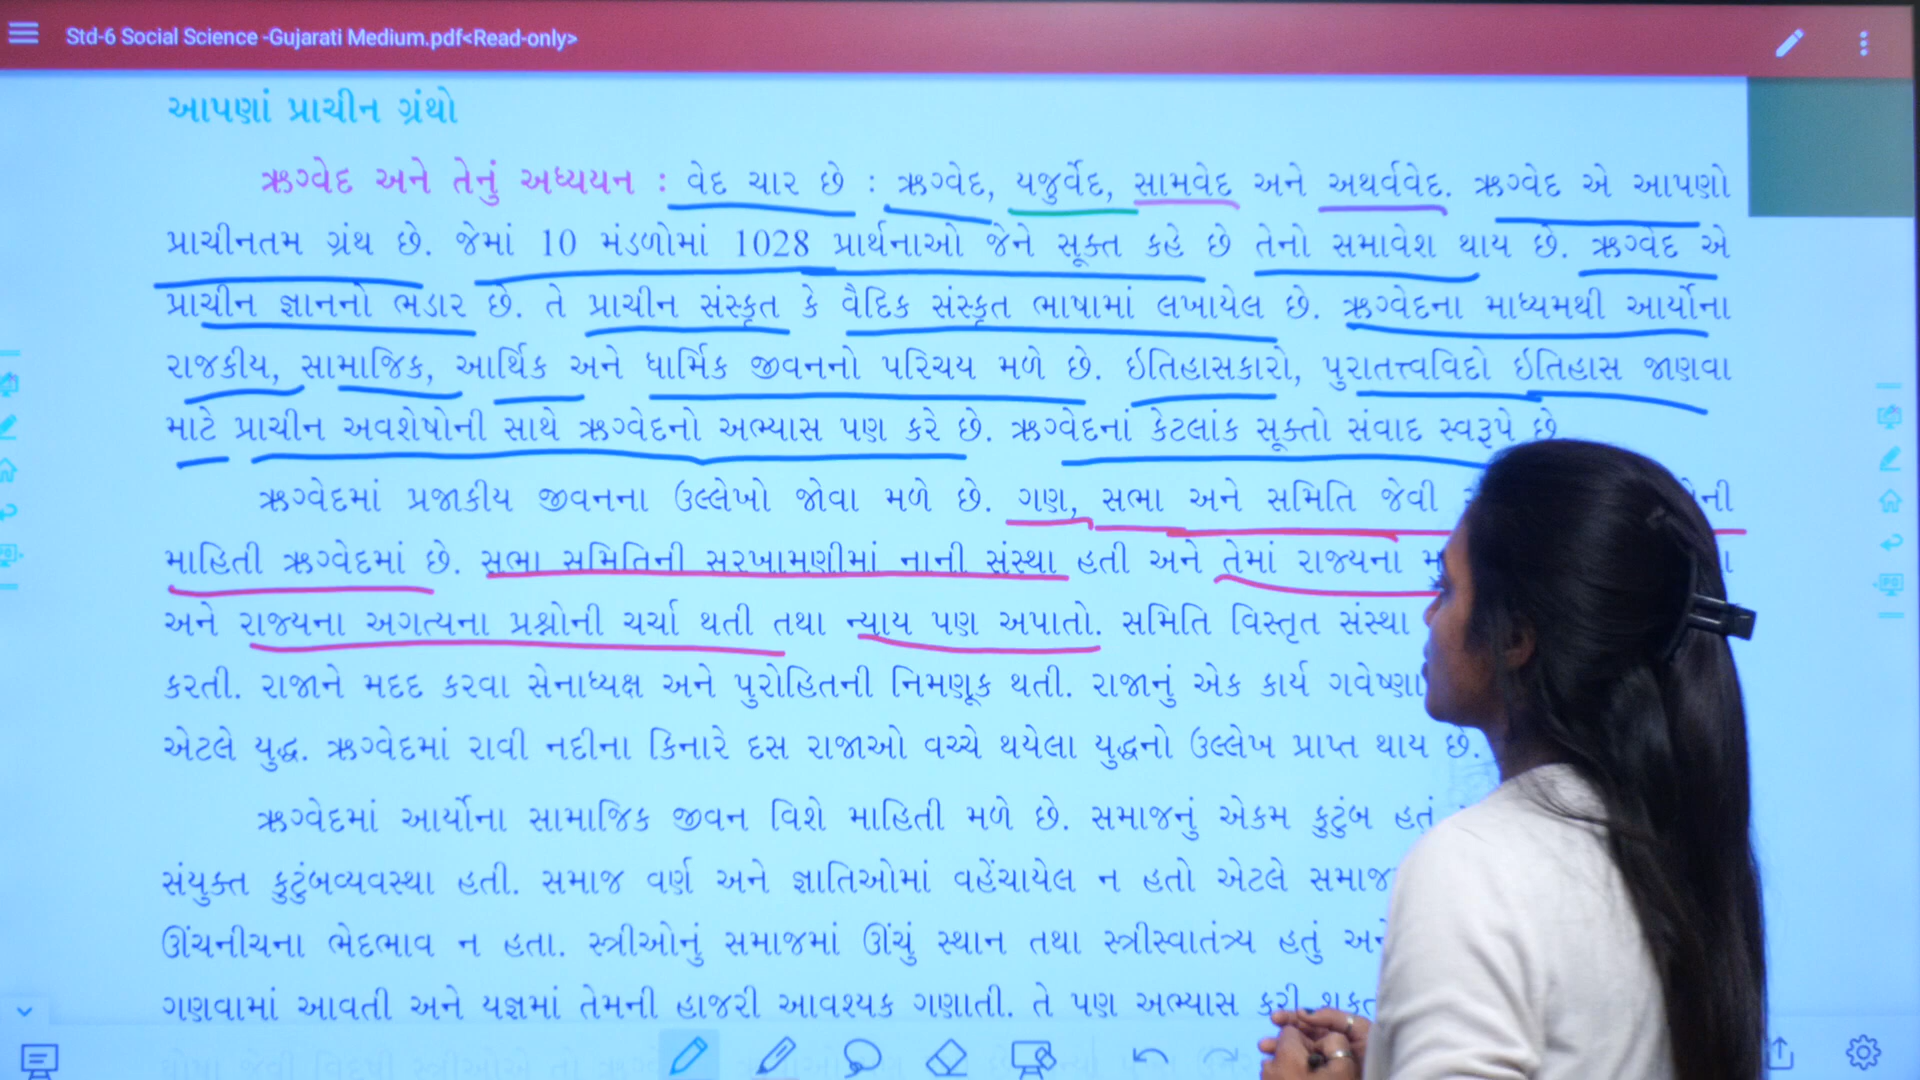 Std-6 Social Science -Gujarati Medium.pdf<Read-only>
આપણાં પ્રાચીન ગ્રંથો
ઋગ્વેદ અને તેનું અધ્યયન : વેદ ચાર છે : ઋગ્વેદ, યજુર્વેદ, સામવેદ અને અથર્વવેદ. ઋગ્વેદ એ આપણો
પ્રાચીનતમ ગ્રંથ છે. જેમાં 10 મંડળોમાં 1028 પ્રાર્થનાઓ જેને સૂક્ત કહે છે તેનો સમાવેશ થાય છે. ઋગ્વેદ એ
પ્રાચીન જ્ઞાનનો ભંડાર છે. તે પ્રાચીન સંસ્કૃત કે વૈદિક સંસ્કૃત ભાષામાં લખાયેલ છે. ઋગ્વેદના માધ્યમથી આર્યોના
રાજકીય, સામાજિક, આર્થિક અને ધાર્મિક જીવનનો પરિચય મળે છે. ઇતિહાસકારો, પુરાતત્ત્વવિદો ઇતિહાસ જાણવા
માટે પ્રાચીન અવશેષોની સાથે ઋગ્વેદનો અભ્યાસ પણ કરે છે. ઋગ્વેદનાં કેટલાંક સૂક્તો સંવાદ સ્વરૂપે છે
ઋગ્વેદમાં પ્રજાકીય જીવનના ઉલ્લેખો જોવા મળે છે. ગણ, સભા અને સમિતિ જેવી
માહિતી ઋગ્વેદમાં છે. સભા સમિતિની સરખામણીમાં નાની સંસ્થા હતી અને તેમાં રાજ્યના
અને રાજ્યના અગત્યના પ્રશ્નોની ચર્ચા થતી તથા ન્યાય પણ અપાતો. સમિતિ વિસ્તૃત સંસ્થા
કરતી. રાજાને મદદ કરવા સેનાધ્યક્ષ અને પુરોહિતની નિમણૂક થતી. રાજાનું એક કાર્ય ગવેષ્ણા
એટલે યુદ્ધ. ઋગ્વેદમાં રાવી નદીના કિનારે દસ રાજાઓ વચ્ચે થયેલા યુદ્ધનો ઉલ્લેખ પ્રાપ્ત થાય છે.
ઋગ્વેદમાં આર્યોના સામાજિક જીવન વિશે માહિતી મળે છે. સમાજનું એકમ કુટુંબ હતું
સંયુક્ત કુટુંબવ્યવસ્થા હતી. સમાજ વર્ણ અને જ્ઞાતિઓમાં વહેંચાયેલ ન હતો એટલે સમાજ
ઊંચનીચના ભેદભાવ ન હતા. સ્ત્રીઓનું સમાજમાં ઊંચું સ્થાન તથા સ્ત્રીસ્વાતંત્ર્ય હતું અને
ગણવામાં આવતી અને યજ્ઞમાં તેમની હાજરી આવશ્યક ગણાતી. તે પણ અભ્યાસ કરી શકત